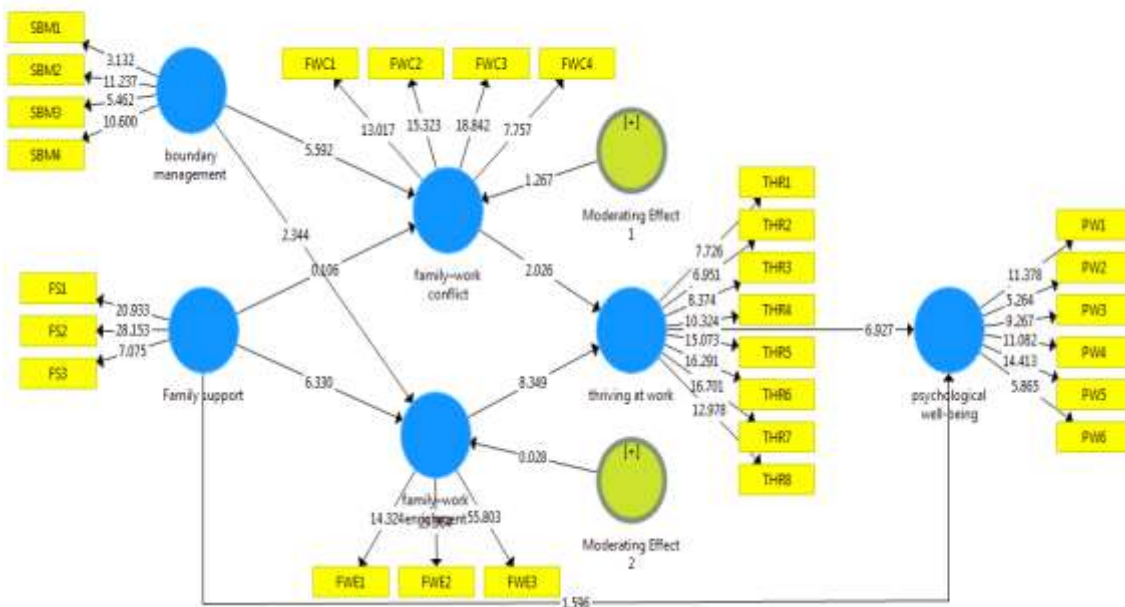 SBM1
SBM2
SBM3
SBM4
3.132
11.237
5.462
10.600
boundary
management
FWC1
FWC2
FWC3
FWC4
13.017
15.323
18.842
7.757
5.592
[+]
1.267
Moderating Effect
1
2.344
0.106
family–work
conflict
2.026
FS1
FS2
FS3
20.933
28.153
7.075
Family support
6.330
8.349
THR1
THR2
THR3
THR4
THR5
THR6
THR7
THR8
7.726
6.951
8.374
10.324
15.073
16.291
16.701
12.978
thriving at work
6.927
PW1
PW2
PW3
PW4
PW5
PW6
11.378
5.264
9.267
11.082
14.413
5.865
psychological
well-being
family–work
enrichment
0.028
[+]
Moderating Effect
2
14.324
55.803
FWE1
FWE2
FWE3
1.596